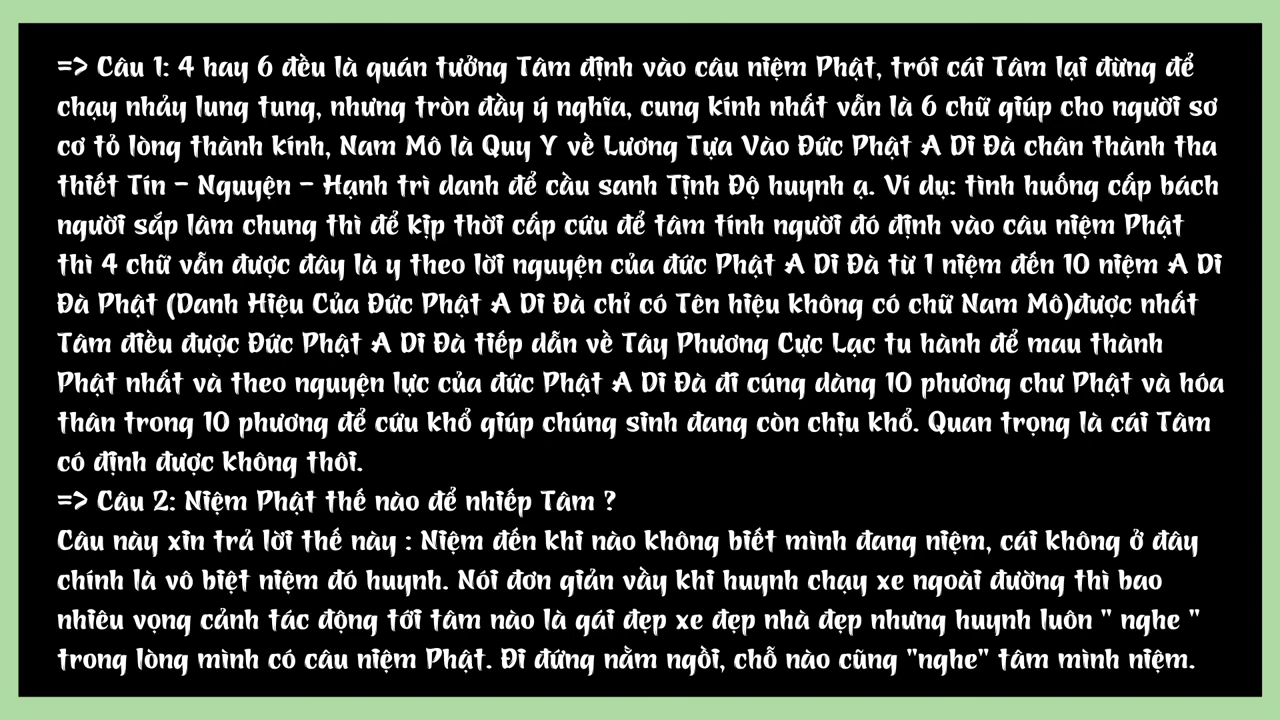 => Câu 1: 4 hay 6 đều là quán tưởng Tâm định vào câu niệm Phật, trói cái Tâm lại đừng để
chạy nhảy lung tung, nhưng tròn đầy ý nghĩa, cung kính nhất vẫn là 6 chữ giúp cho người sơ
cơ tỏ lòng thành kính, Nam Mô là Quy Y về Lương Tựa Vào Đức Phật A Di Đà chân thành tha
thiết Tín – Nguyện – Hạnh trì danh để cầu sanh Tịnh Độ huynh ạ. Ví dụ: tình huống cấp bách
người sắp lâm chung thì để kịp thời cấp cứu để tâm tính người đó định vào câu niệm Phật
thì 4 chữ vẫn được đây là y theo lời nguyện của đức Phật A Di Đà từ 1 niệm đến 10 niệm A Di
Đà Phật (Danh Hiệu Của Đức Phật A Di Đà chỉ có Tên hiệu không có chữ Nam Mô)được nhất
Tâm điều được Đức Phật A Di Đà tiếp dẫn về Tây Phương Cực Lạc tu hành để mau thành
Phật nhất và theo nguyện lực của đức Phật A Di Đà đi cúng dàng 10 phương chư Phật và hóa
thân trong 10 phương để cứu khổ giúp chúng sinh đang còn chịu khổ. Quan trọng là cái Tâm
có định được không thôi.
=> Câu 2: Niệm Phật thế nào để nhiếp Tâm ?
Câu này xin trả lời thế này : Niệm đến khi nào không biết mình đang niệm, cái không ở đây
chính là vô biệt niệm đó huynh. Nói đơn giản vầy khi huynh chạy xe ngoài đường thì bao
nhiêu vọng cảnh tác động tới tâm nào là gái đẹp xe đẹp nhà đẹp nhưng huynh luôn " nghe "
trong lòng mình có câu niệm Phật. Đi đứng nằm ngồi, chỗ nào cũng "nghe" tâm mình niệm.